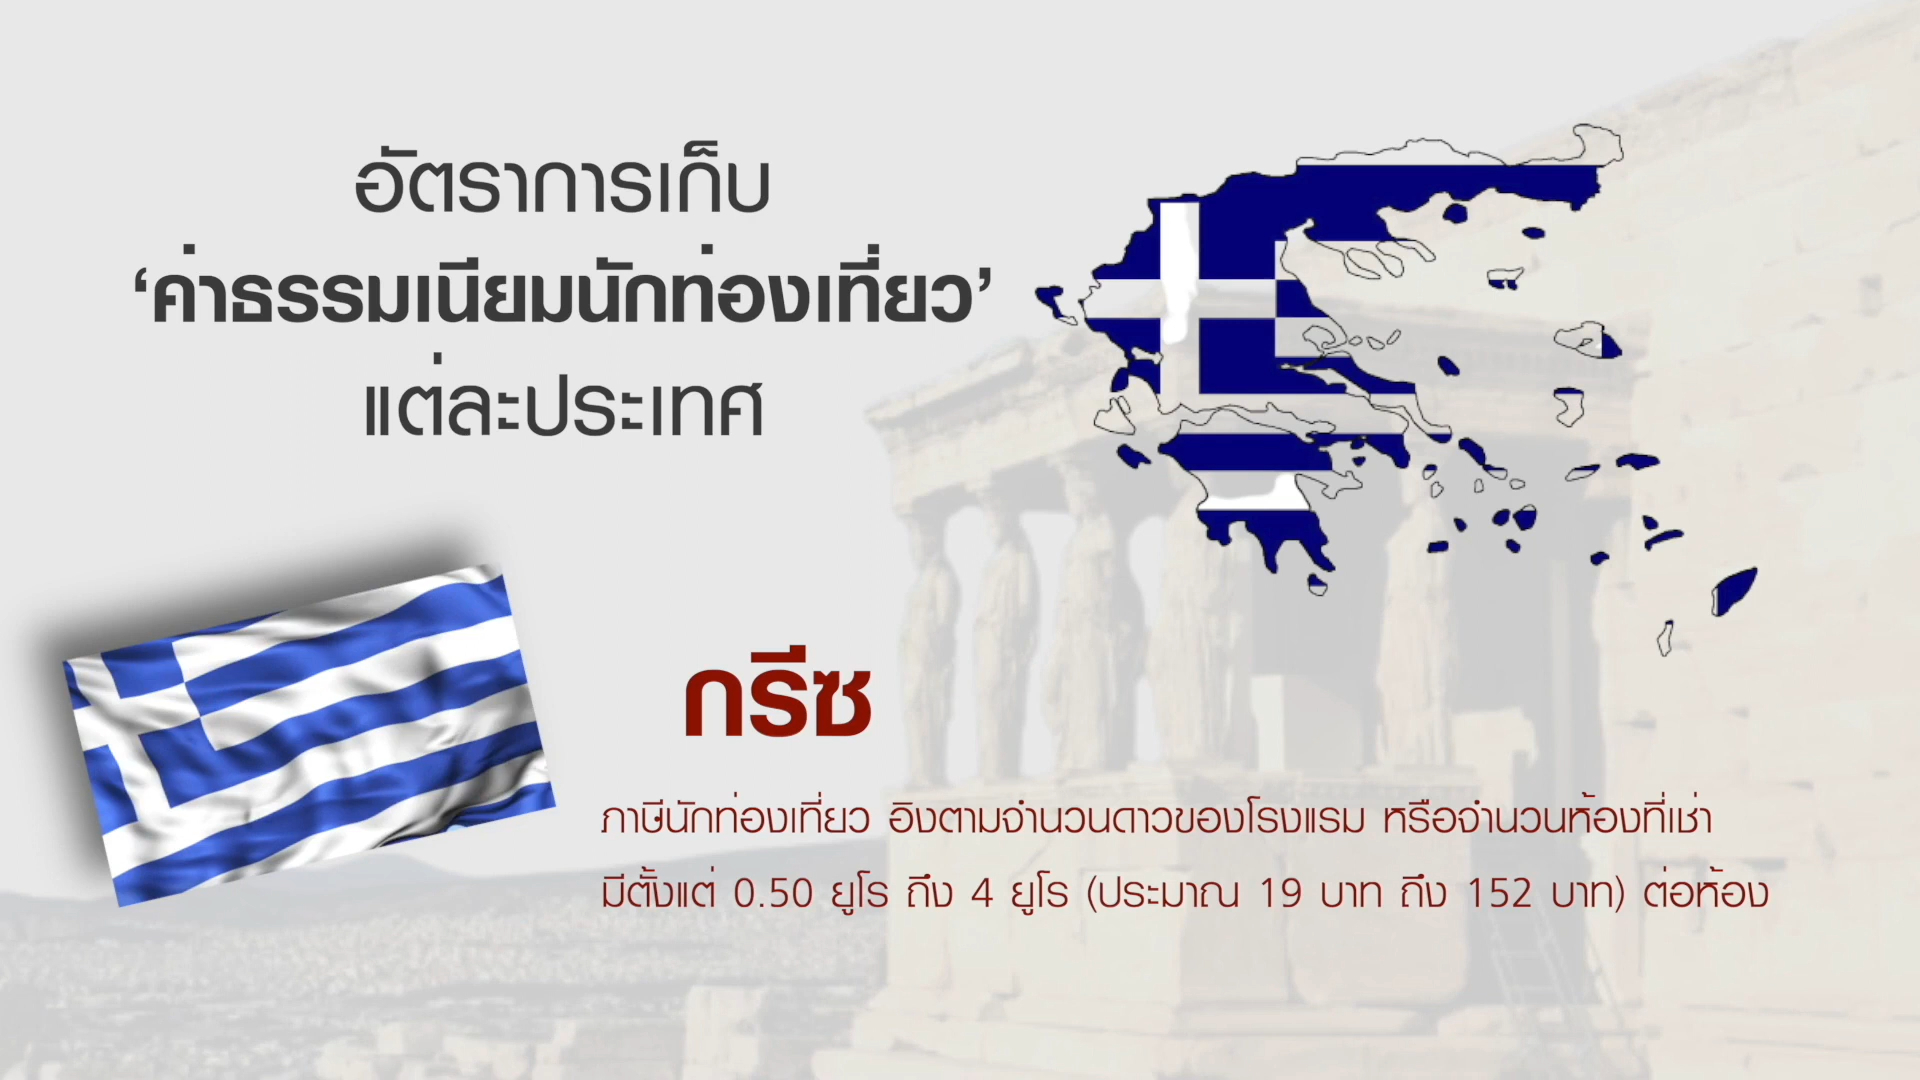 อัตราการเก็บ
‘ค่าธรรมเนียมนักท่องเที่ยว’
แต่ละประเทศ
กรีซ
ภาษีนักท่องเที่ยว อิงตามจำนวนดาวของโรงแรม หรือจำนวนห้องที่เช่า
มีตั้งแต่ 0.50 ยูโร ถึง 4 ยูโร (ประมาณ 19 บาท ถึง 152 บาท) ต่อห้อง